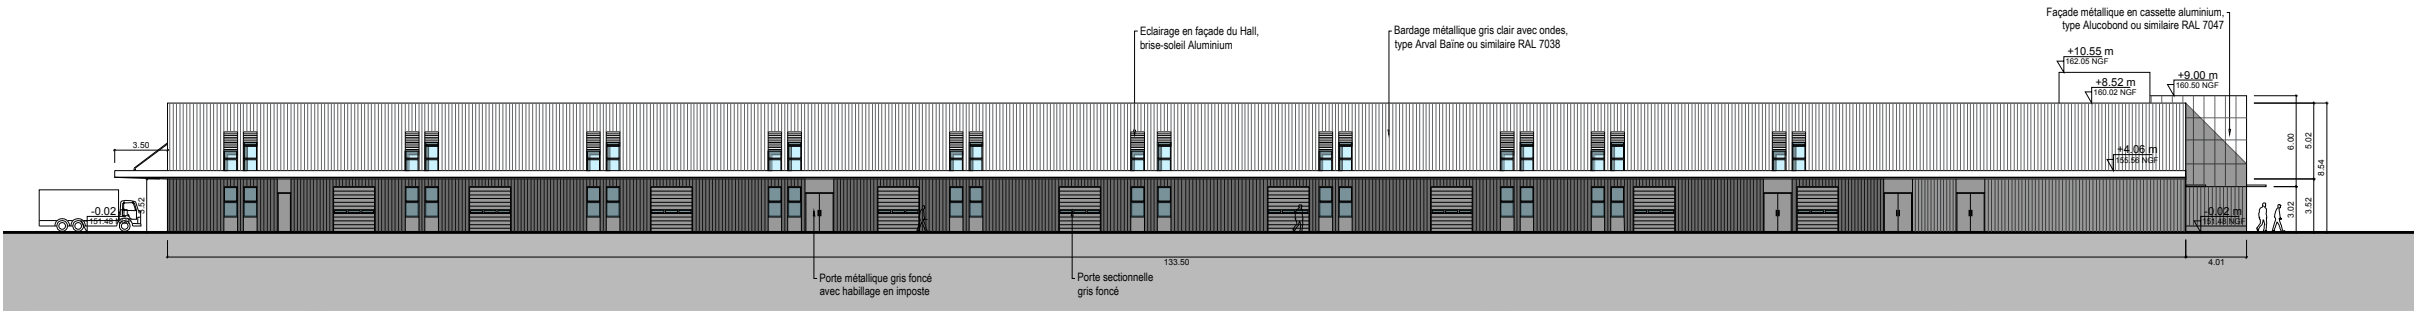 Façade métallique en cassette aluminium,
type Alucobond ou similaire RAL 7047
Eclairage en façade du Hall,
brise-soleil Aluminium
Bardage métallique gris clair avec ondes,
type Arval Baïne ou similaire RAL 7038
+10.55 m
162.05 NGF
+9.00 m
160.50 NGF
+8.52 m
160.02 NGF
3.50
+4.06 m
155.56 NGF
6.00
5.02
8.54
-0.02 m
151.48 NGF
3.52
-0.02 m
151.48 NGF
3.02
3.52
133.50
4.01
Porte métallique gris foncé
avec habillage en imposte
Porte sectionnelle
gris foncé